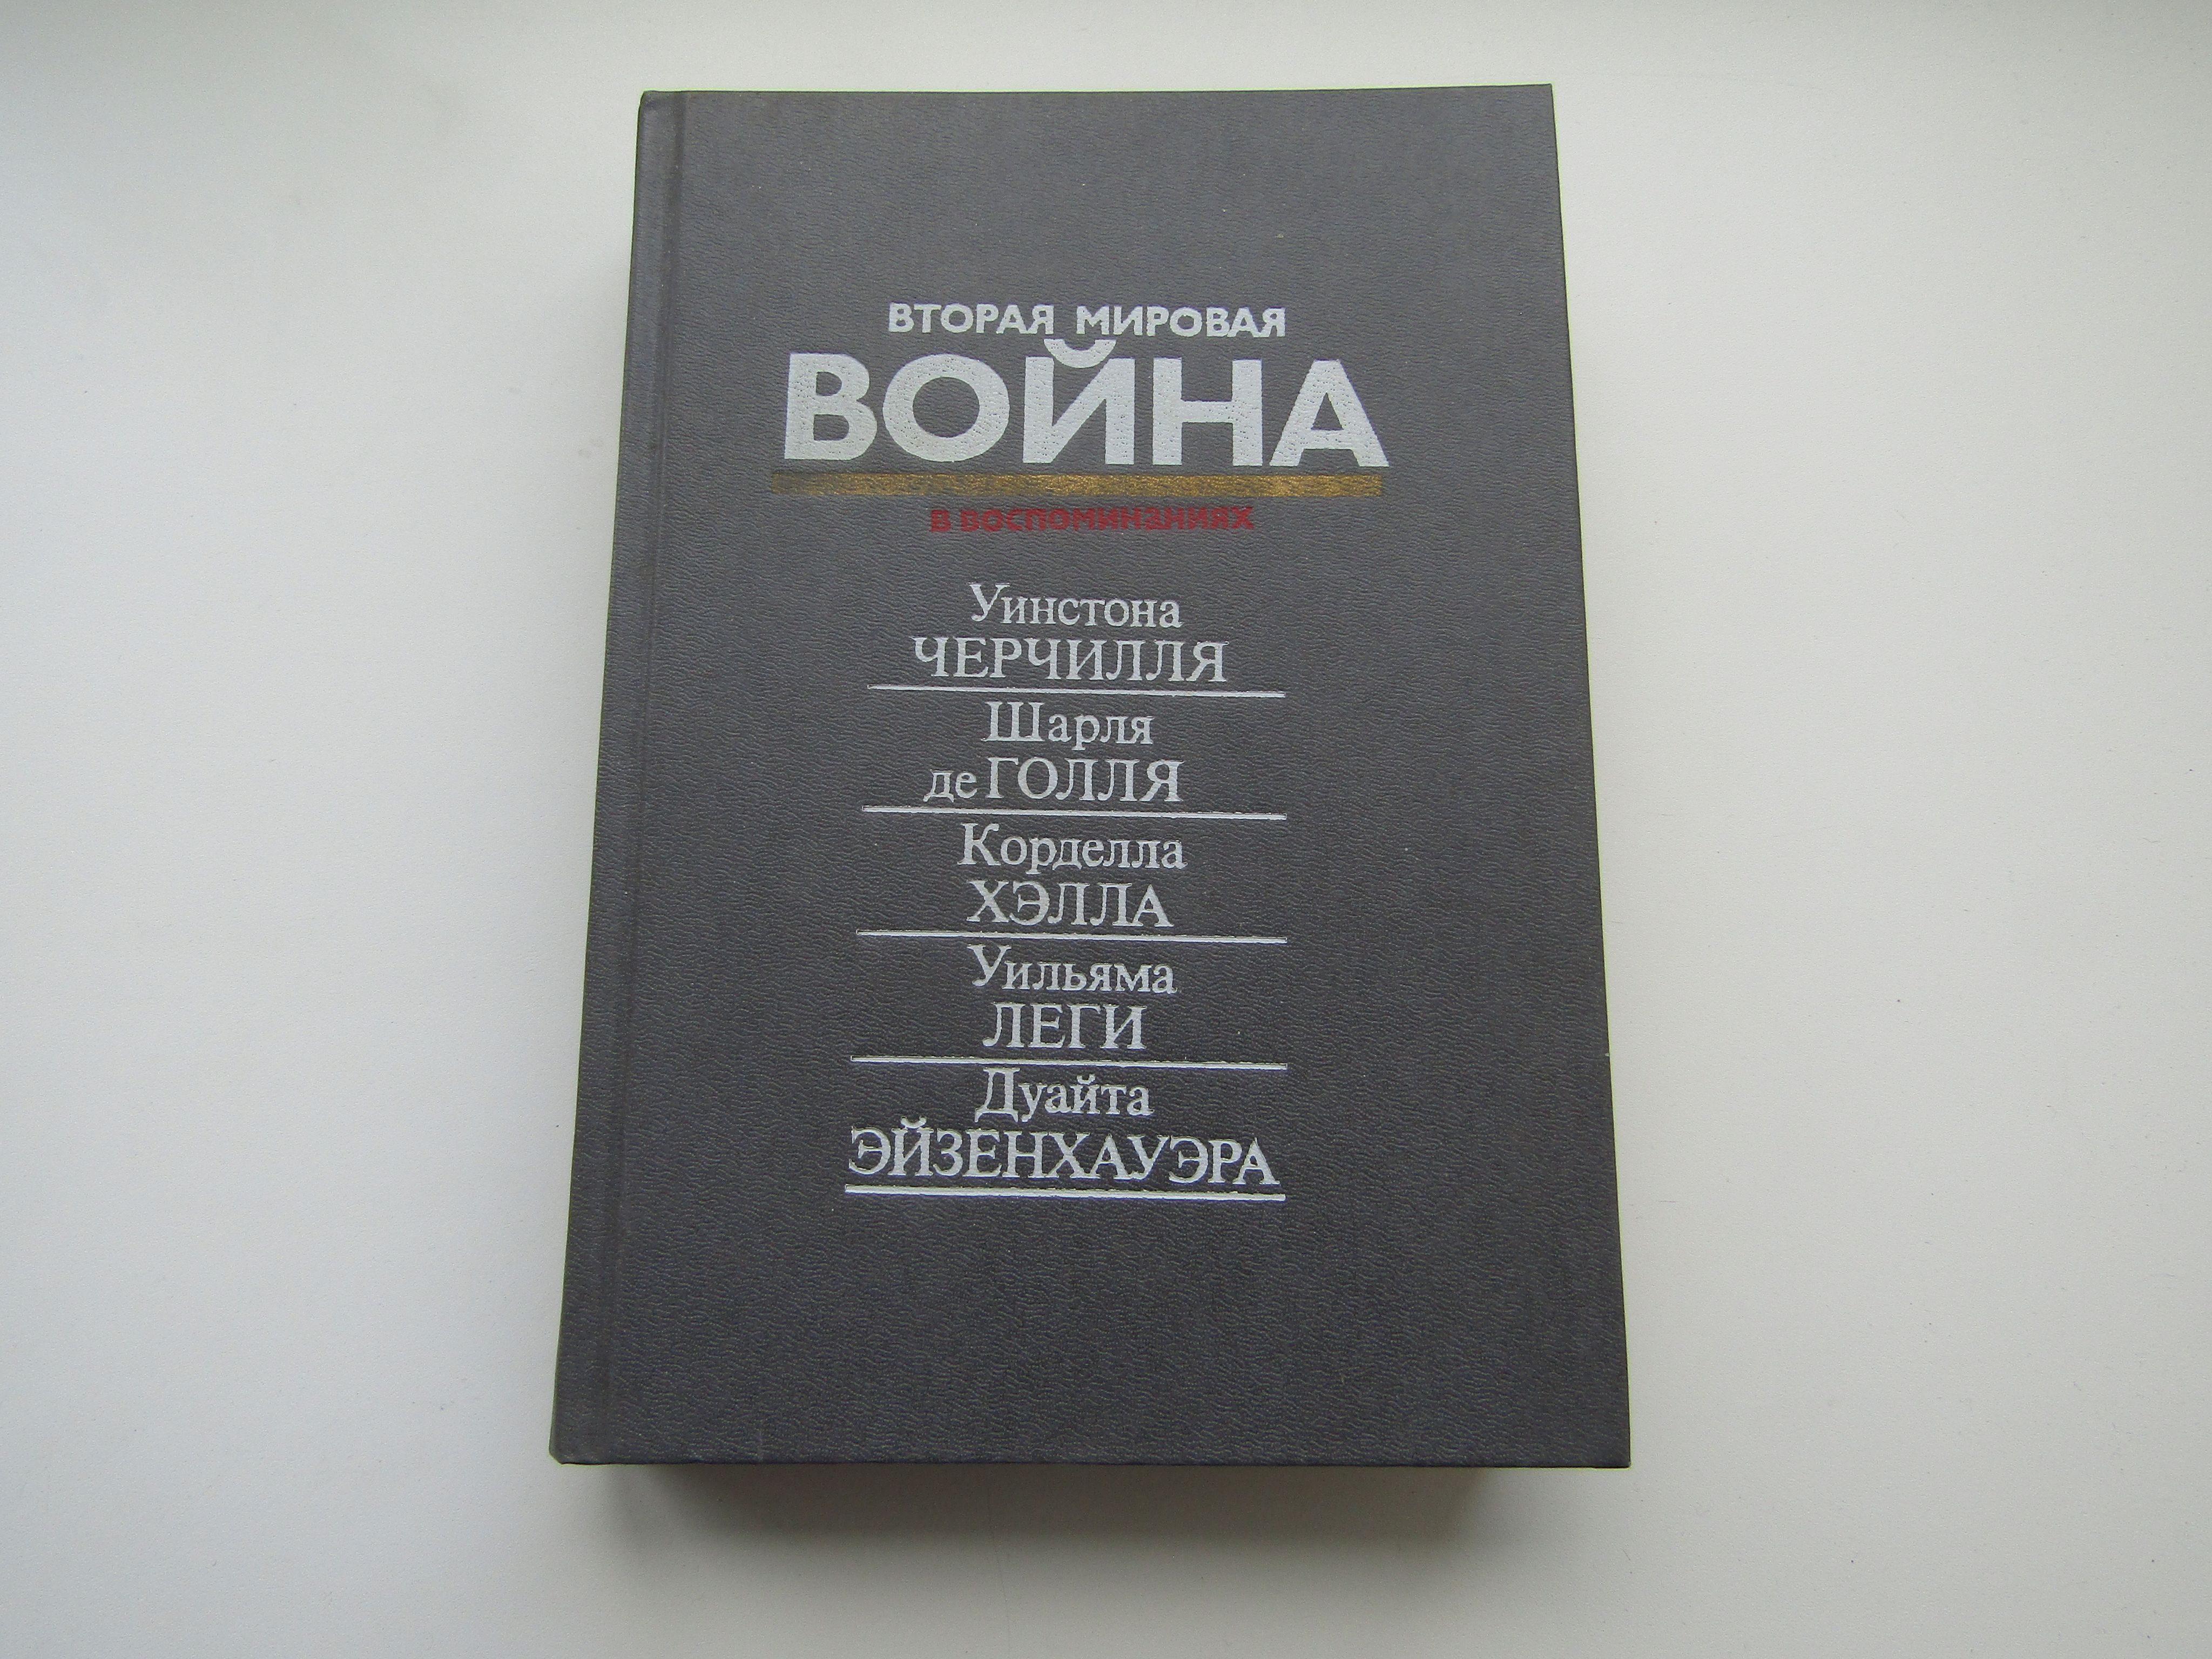 ВТОРАЯ МИРОВАЯ
ВОЙНА
В ВОСПОМИНАНИЯХ
Уинстона
ЧЕРЧИЛЛЯ
Шарля
де ГОЛЛЯ
Корделла
ХЭЛЛА
Уильяма
ЛЕГИ
Дуайта
ЭЙЗЕНХАУЭРА